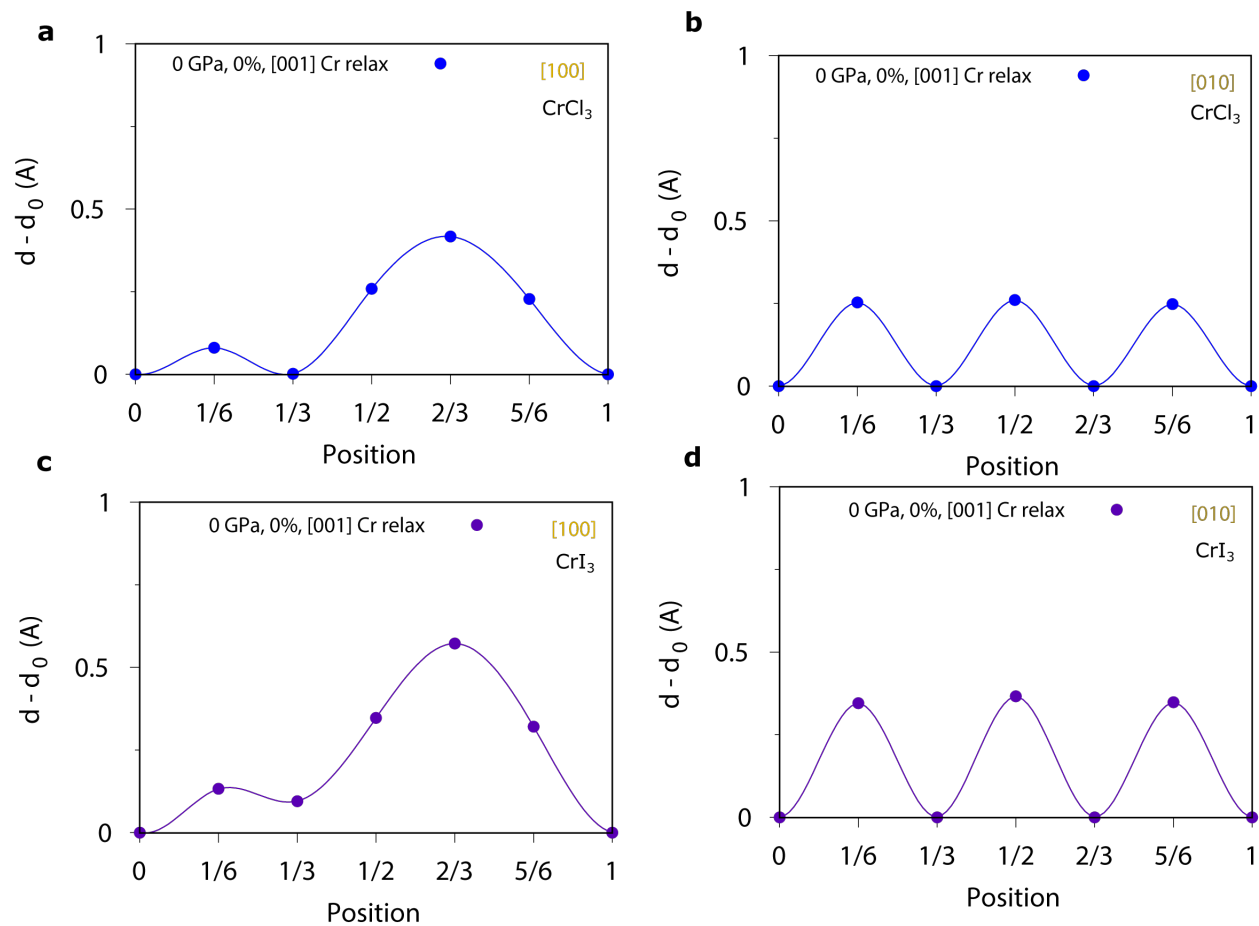 a
1
0 GPa, 0%, [001] Cr relax
[100]
CrCl3
d - d0 (A)
0.5
0
0 1/6 1/3 1/2 2/3 5/6 1
Position
b
1
0 GPa, 0%, [001] Cr relax
[010]
CrCl3
d - d0 (A)
0.5
0
0 1/6 1/3 1/2 2/3 5/6 1
Position
c
1
0 GPa, 0%, [001] Cr relax
[100]
CrI3
d - d0 (A)
0.5
0
0 1/6 1/3 1/2 2/3 5/6 1
Position
d
1
0 GPa, 0%, [001] Cr relax
[010]
CrI3
d - d0 (A)
0.5
0
0 1/6 1/3 1/2 2/3 5/6 1
Position